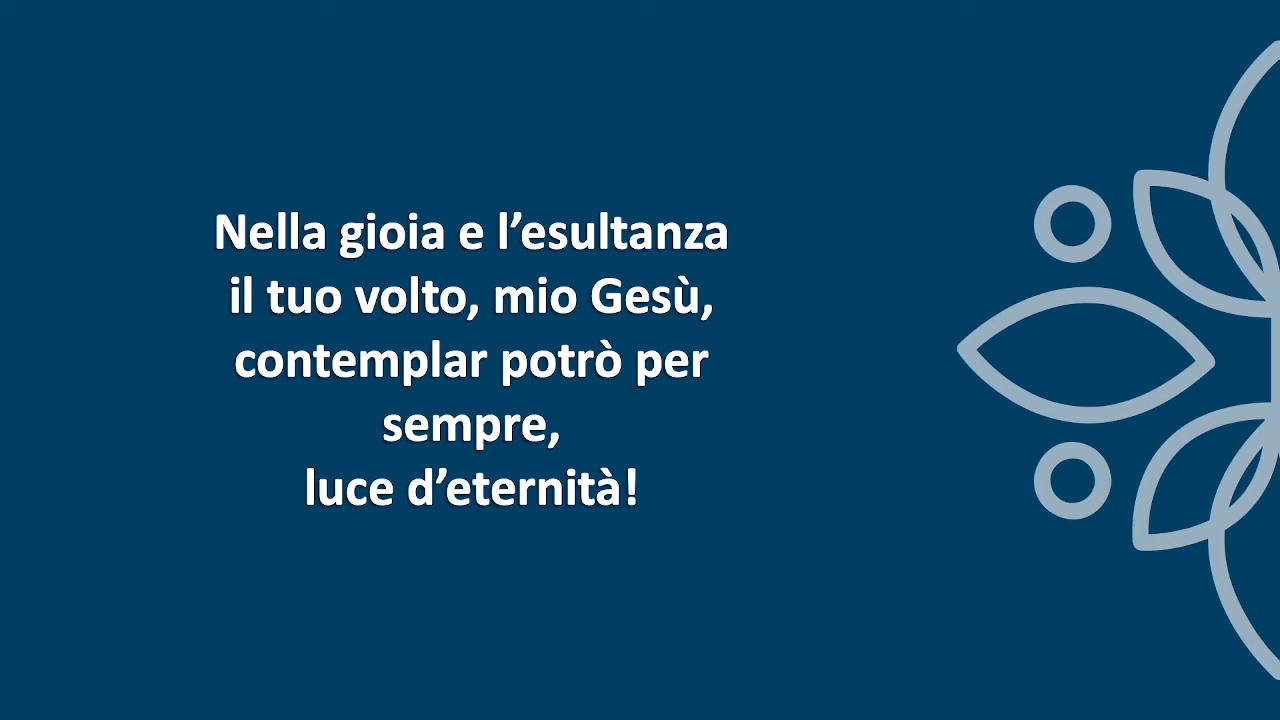 Nella gioia e l’esultanza
il tuo volto, mio Gesù,
contemplar potrò per
sempre,
luce d’eternità!